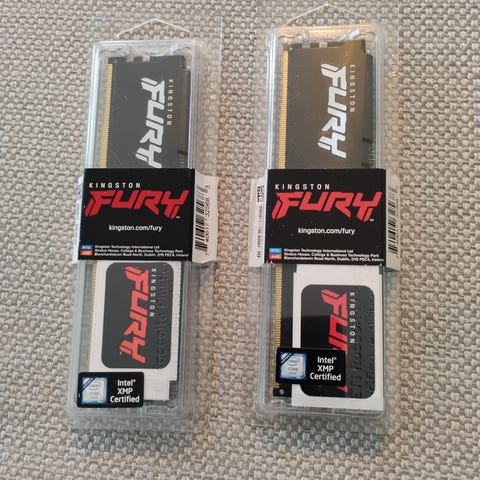 KINGSTON
FURY
KINGSTON
FURY
kingston.com/fury
Kingston Technology International Ltd
Stratus House, College & Business Technology Park
Blanchardstown Road North, Dublin, D15 P6C4, Ireland
KINGSTON
FURY
Intel®
XMP
Certified
KINGSTON
FURY
KINGSTON
FURY
kingston.com/fury
Kingston Technology International Ltd
Stratus House, College & Business Technology Park
Blanchardstown Road North, Dublin, D15 P6C4, Ireland
KINGSTON
FURY
Intel®
XMP
Certified